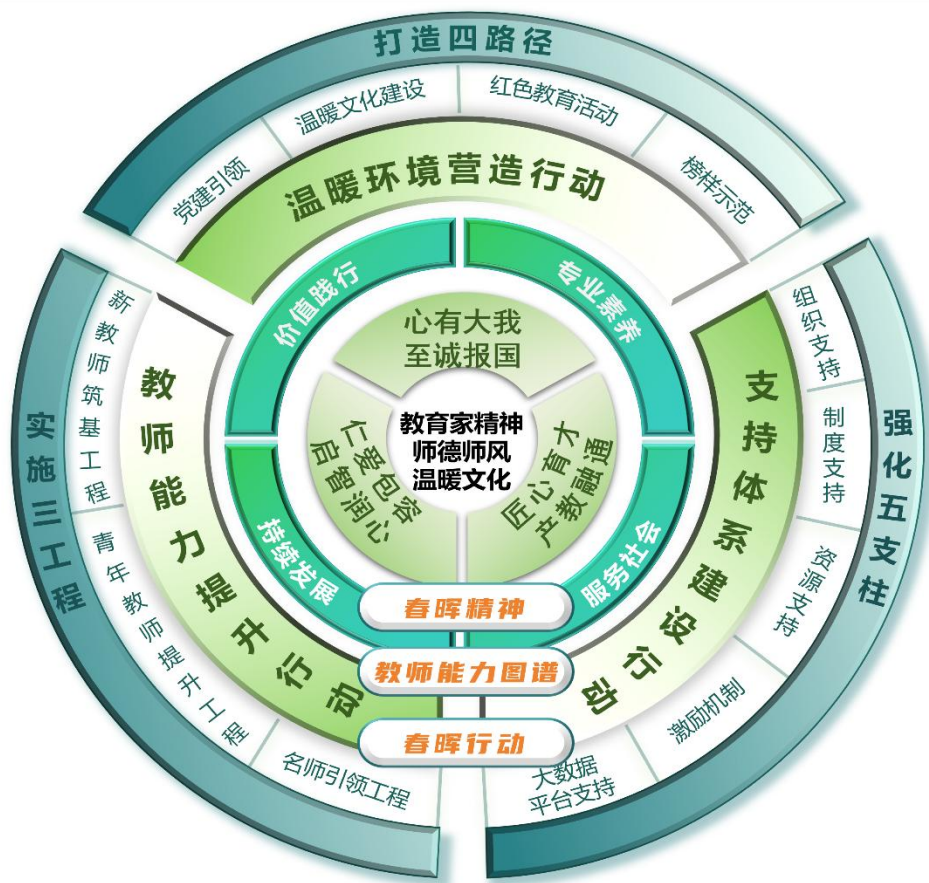 打造四路径
党建引领
温暖文化建设
红色教育活动
榜样示范
温暖环境营造行动
实施三工程
新教师筑基工程
青年教师提升工程
名师引领工程
教师能力提升行动
强化五支柱
组织支持
制度支持
资源支持
激励机制
大数据
平台支持
支持体系建设行动
价值践行
专业素养
持续发展
服务社会
心有大我
至诚报国
仁爱包容
启智润心
匠心育才
产教融通
教育家精神
师德师风
温暖文化
春晖精神
教师能力图谱
春晖行动